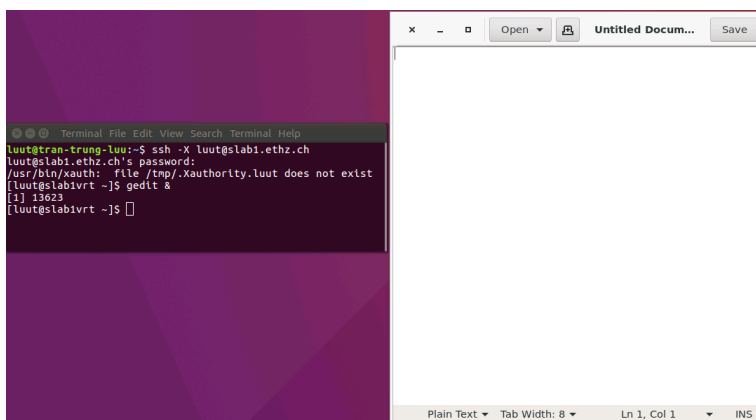 Terminal File Edit View Search Terminal Help
luut@tran-trung-luu:~$ ssh -X luut@slab1.ethz.ch
luut@slab1.ethz.ch's password:
/usr/bin/xauth:  file /tmp/.Xauthority.luut does not exist
[luut@slab1vrt ~]$ gedit &
[1] 13623
[luut@slab1vrt ~]$
Open Untitled Docum... Save
Plain Text Tab Width: 8 Ln 1, Col 1 INS